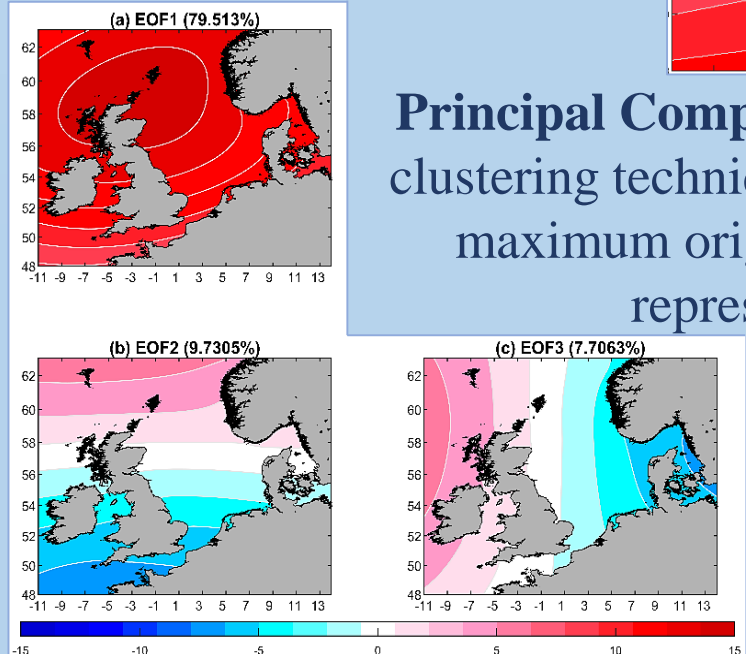 (a) EOF1 (79.513%)
62
60
58
56
54
52
50
48
-11 -9 -7 -5 -3 -1 1 3 5 7 9 11 13
Principal Comp
clustering techni
maximum ori
repres
(b) EOF2 (9.7305%)
62
60
58
56
54
52
50
48
-11 -9 -7 -5 -3 -1 1 3 5 7 9 11 13
(c) EOF3 (7.7063%)
62
60
58
56
54
52
50
48
-11 -9 -7 -5 -3 -1 1 3 5 7 9 11 13
-15 -10 -5 0 5 10 15